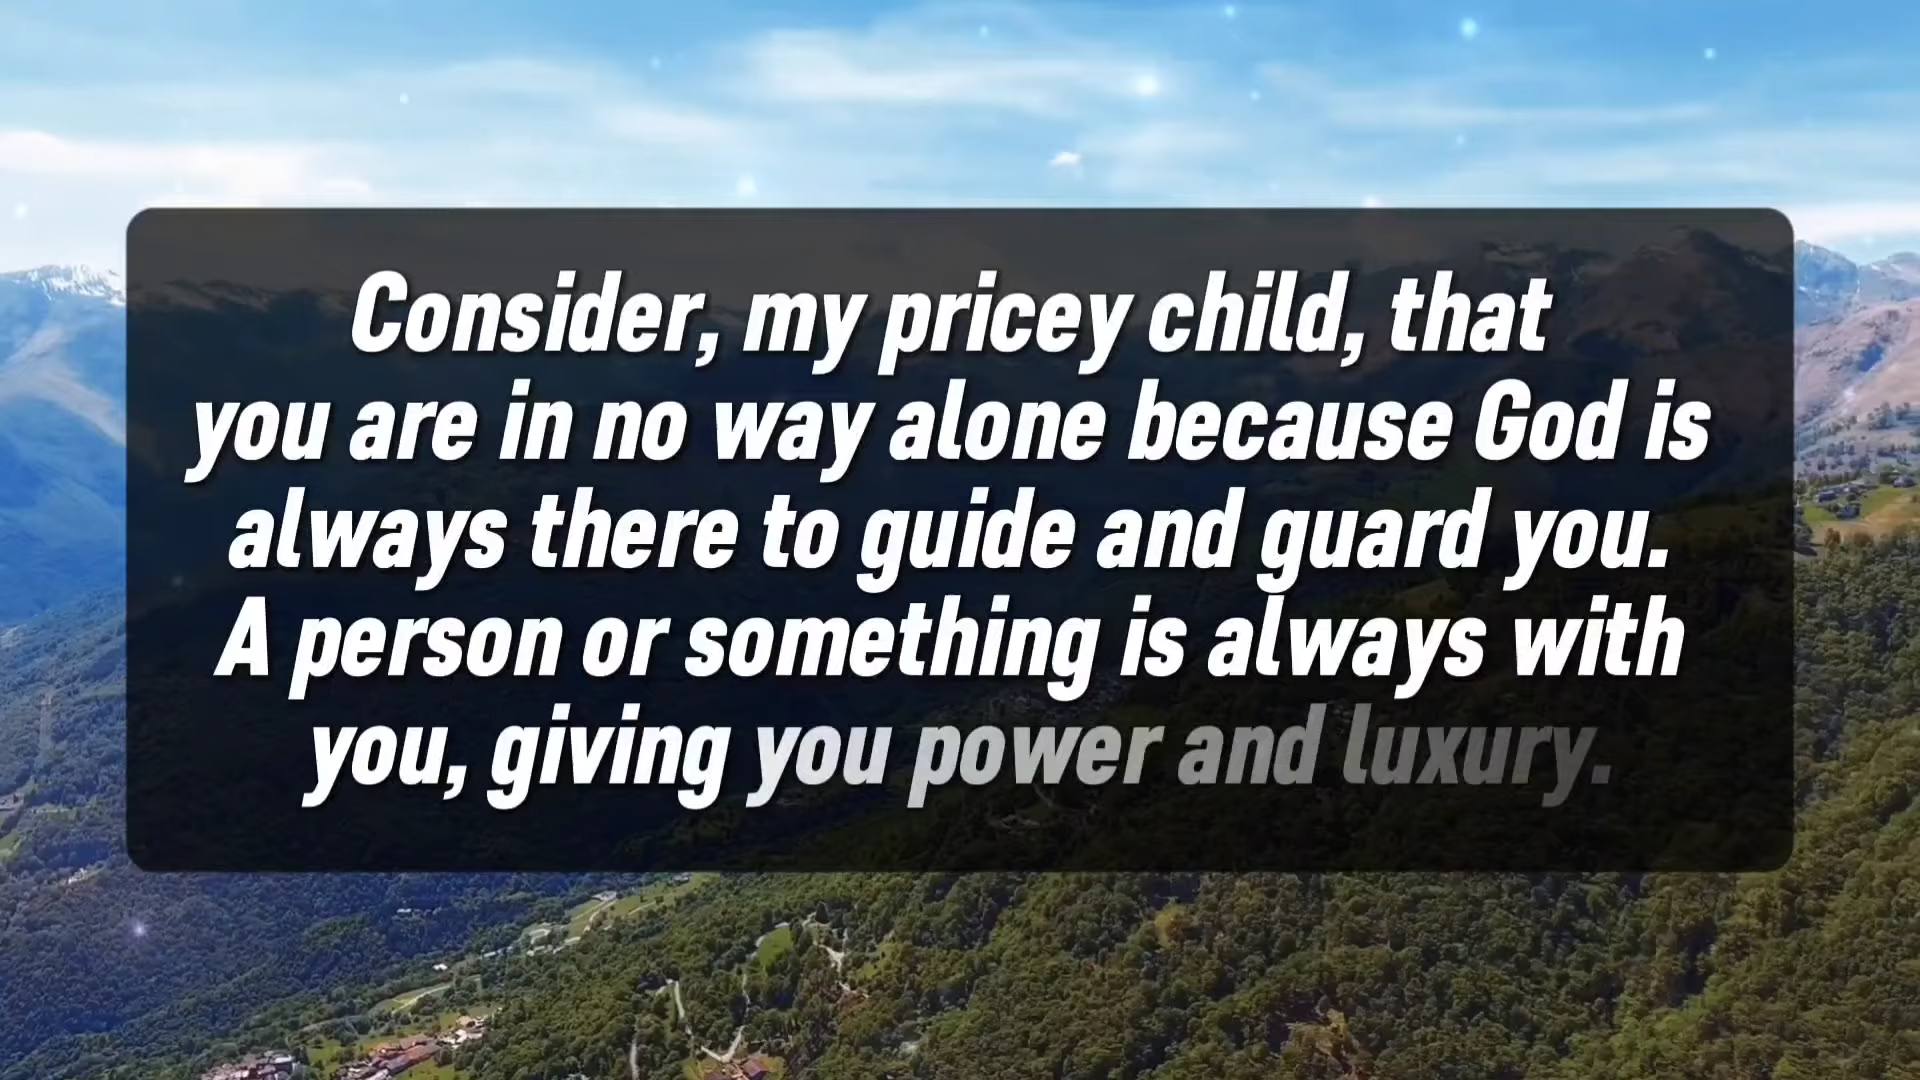 Consider, my pricey child, that
you are in no way alone because God is
always there to guide and guard you.
A person or something is always with
you, giving you power and luxury.